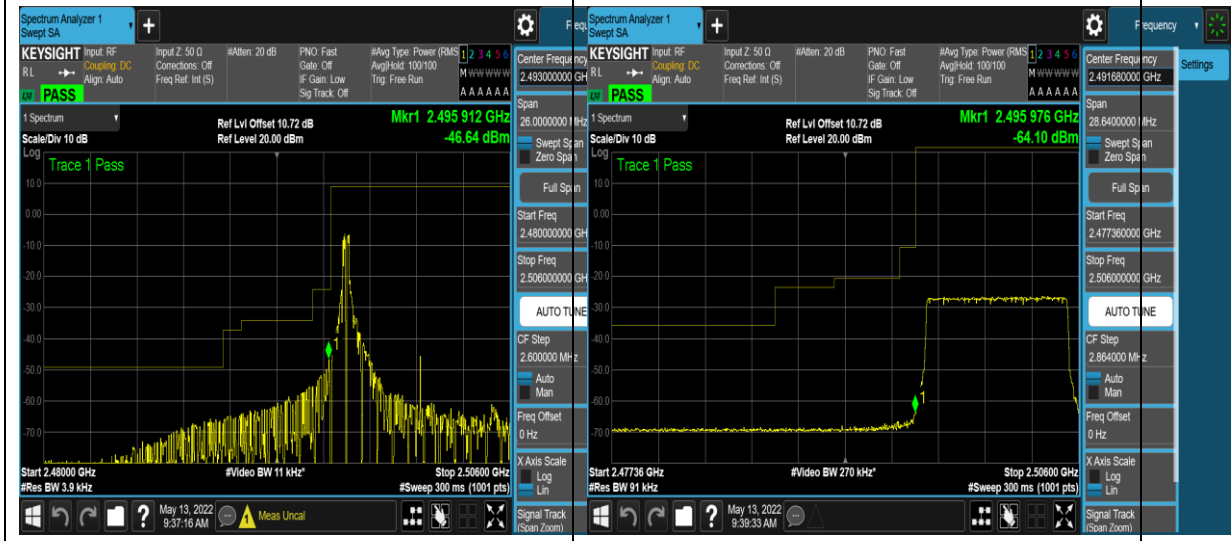 Spectrum Analyzer 1
Swept SA
Frequ
KEYSIGHT
RL
Input: RF
Coupling: DC
Align: Auto
Input Z: 50 Ω
Corrections: Off
Freq Ref: Int (S)
#Atten: 20 dB
PNO: Fast
Gate: Off
IF Gain: Low
Sig Track: Off
#Avg Type: Power (RMS
Avg|Hold: 100/100
Trig: Free Run
1 2 3 4 5 6
M W W W W W
A A A A A A
PASS
1 Spectrum
Scale/Div 10 dB
Log
Ref Lvl Offset 10.72 dB
Ref Level 20.00 dBm
Mkr1 2.495 912 GHz
-46.64 dBm
Trace 1 Pass
10.0
0.00
-10.0
-20.0
-30.0
-40.0
-50.0
-60.0
-70.0
Start 2.48000 GHz
#Res BW 3.9 kHz
#Video BW 11 kHz*
Stop 2.50600 GHz
#Sweep 300 ms (1001 pts)
Center Frequency
2.493000000 GH
Span
26.0000000 MHz
Swept Span
Zero Span
Full Span
Start Freq
2.480000000 GH
Stop Freq
2.506000000 GH
AUTO TUNE
CF Step
2.600000 MHz
Auto
Man
Freq Offset
0 Hz
X Axis Scale
Log
Lin
Signal Track
(Span Zoom)
?
May 13, 2022
9:37:16 AM
1
Meas Uncal
Spectrum Analyzer 1
Swept SA
Frequency
Settings
KEYSIGHT
RL
Input: RF
Coupling: DC
Align: Auto
Input Z: 50 Ω
Corrections: Off
Freq Ref: Int (S)
#Atten: 20 dB
PNO: Fast
Gate: Off
IF Gain: Low
Sig Track: Off
#Avg Type: Power (RMS
Avg|Hold: 100/100
Trig: Free Run
1 2 3 4 5 6
M W W W W W
A A A A A A
PASS
1 Spectrum
Scale/Div 10 dB
Log
Ref Lvl Offset 10.72 dB
Ref Level 20.00 dBm
Mkr1 2.495 976 GHz
-64.10 dBm
Trace 1 Pass
10.0
0.00
-10.0
-20.0
-30.0
-40.0
-50.0
-60.0
-70.0
Start 2.47736 GHz
#Res BW 91 kHz
#Video BW 270 kHz*
Stop 2.50600 GHz
#Sweep 300 ms (1001 pts)
Center Frequency
2.491680000 GHz
Span
28.6400000 MHz
Swept Span
Zero Span
Full Span
Start Freq
2.477360000 GHz
Stop Freq
2.506000000 GHz
AUTO TUNE
CF Step
2.864000 MHz
Auto
Man
Freq Offset
0 Hz
X Axis Scale
Log
Lin
Signal Track
(Span Zoom)
?
May 13, 2022
9:39:33 AM